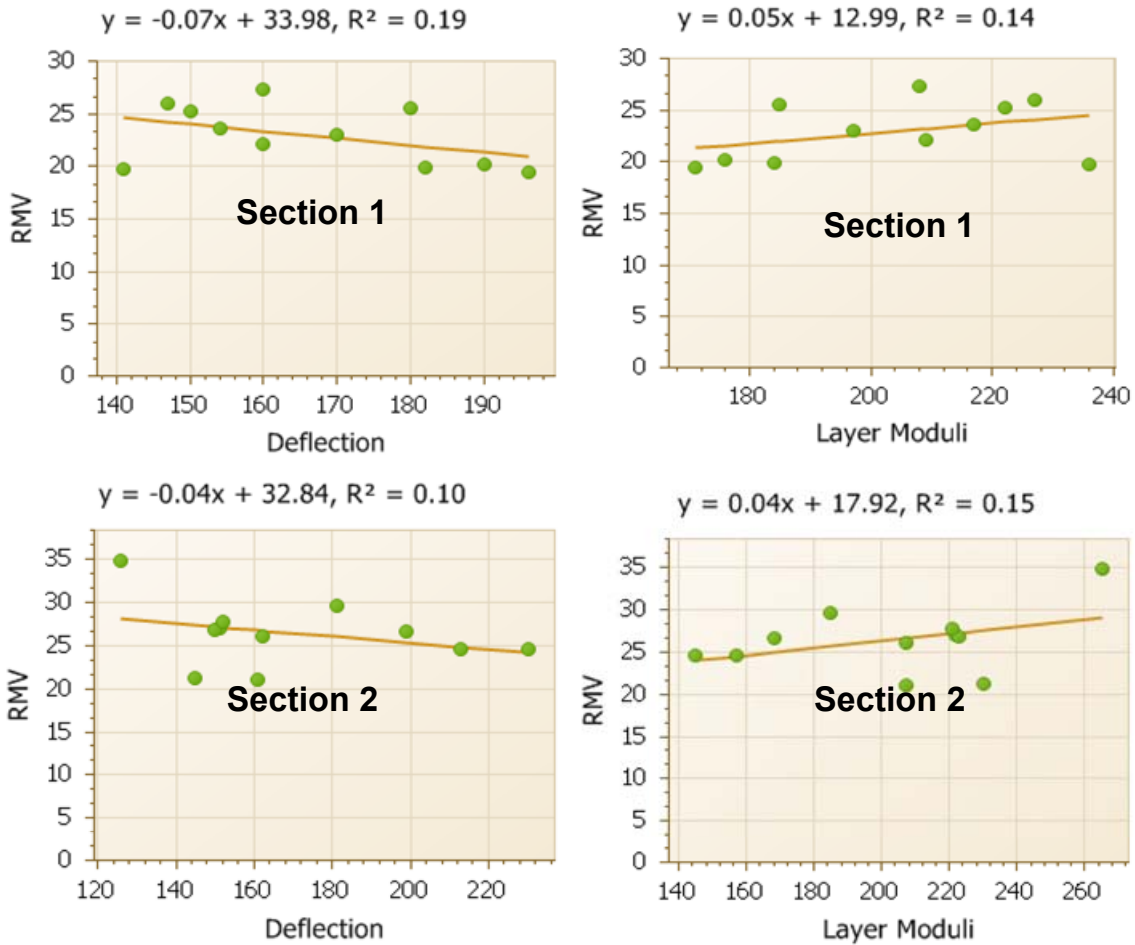 y = -0.07x + 33.98, R² = 0.19
30
25
20
15
10
5
0
RMV
Section 1
140 150 160 170 180 190
Deflection
y = 0.05x + 12.99, R² = 0.14
30
25
20
15
10
5
0
RMV
Section 1
180 200 220 240
Layer Moduli
y = -0.04x + 32.84, R² = 0.10
35
30
25
20
15
10
5
0
RMV
Section 2
120 140 160 180 200 220
Deflection
y = 0.04x + 17.92, R² = 0.15
35
30
25
20
15
10
5
0
RMV
Section 2
140 160 180 200 220 240 260
Layer Moduli